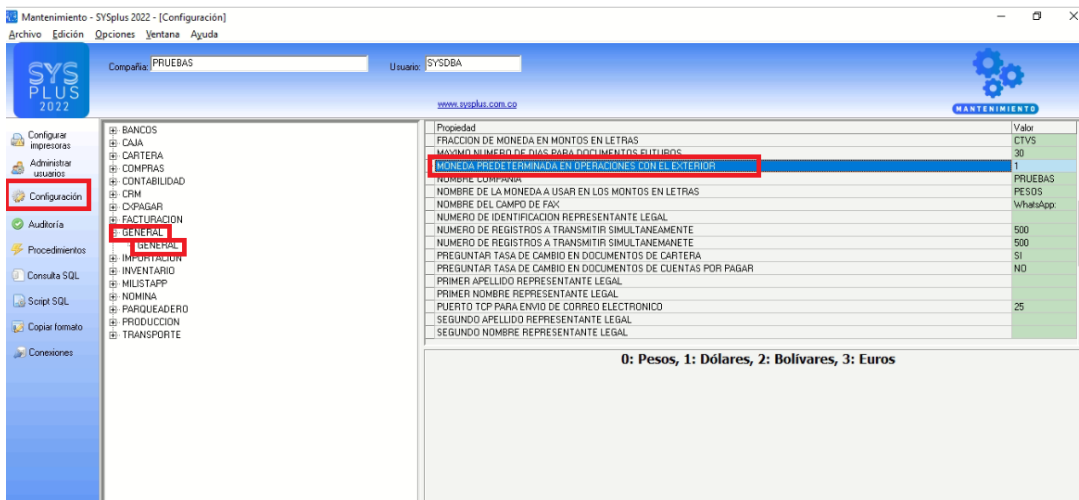 Mantenimiento - SYSplus 2022 - [Configuración]
Archivo Edición Opciones Ventana Ayuda
SYS
PLUS
2022
Compañia: PRUEBAS
Usuario: SYSDBA
www.sysplus.com.co
MANTENIMIENTO
Configurar impresoras
Administrar usuarios
Configuración
Auditoría
Procedimientos
Consulta SQL
Script SQL
Copiar formato
Conexiones
BANCOS
CAJA
CARTERA
COMPRAS
CONTABILIDAD
CRM
CXPAGAR
FACTURACION
GENERAL
GENERAL
IMPORTACION
INVENTARIO
MILISTAPP
NOMINA
PARQUEADERO
PRODUCCION
TRANSPORTE
Propiedad Valor
FRACCION DE MONEDA EN MONTOS EN LETRAS CTVS
MAXIMO NUMERO DE DIAS PARA DOCUMENTOS FUTUROS 30
MONEDA PREDETERMINADA EN OPERACIONES CON EL EXTERIOR 1
NOMBRE COMPAÑIA PRUEBAS
NOMBRE DE LA MONEDA A USAR EN LOS MONTOS EN LETRAS PESOS
NOMBRE DEL CAMPO DE FAX WhatsApp:
NUMERO DE IDENTIFICACION REPRESENTANTE LEGAL
NUMERO DE REGISTROS A TRANSMITIR SIMULTANEAMENTE 500
NUMERO DE REGISTROS A TRANSMITIR SIMULTANEMANETE 500
PREGUNTAR TASA DE CAMBIO EN DOCUMENTOS DE CARTERA SI
PREGUNTAR TASA DE CAMBIO EN DOCUMENTOS DE CUENTAS POR PAGAR NO
PRIMER APELLIDO REPRESENTANTE LEGAL
PRIMER NOMBRE REPRESENTANTE LEGAL
PUERTO TCP PARA ENVIO DE CORREO ELECTRONICO 25
SEGUNDO APELLIDO REPRESENTANTE LEGAL
SEGUNDO NOMBRE REPRESENTANTE LEGAL
0: Pesos, 1: Dólares, 2: Bolívares, 3: Euros